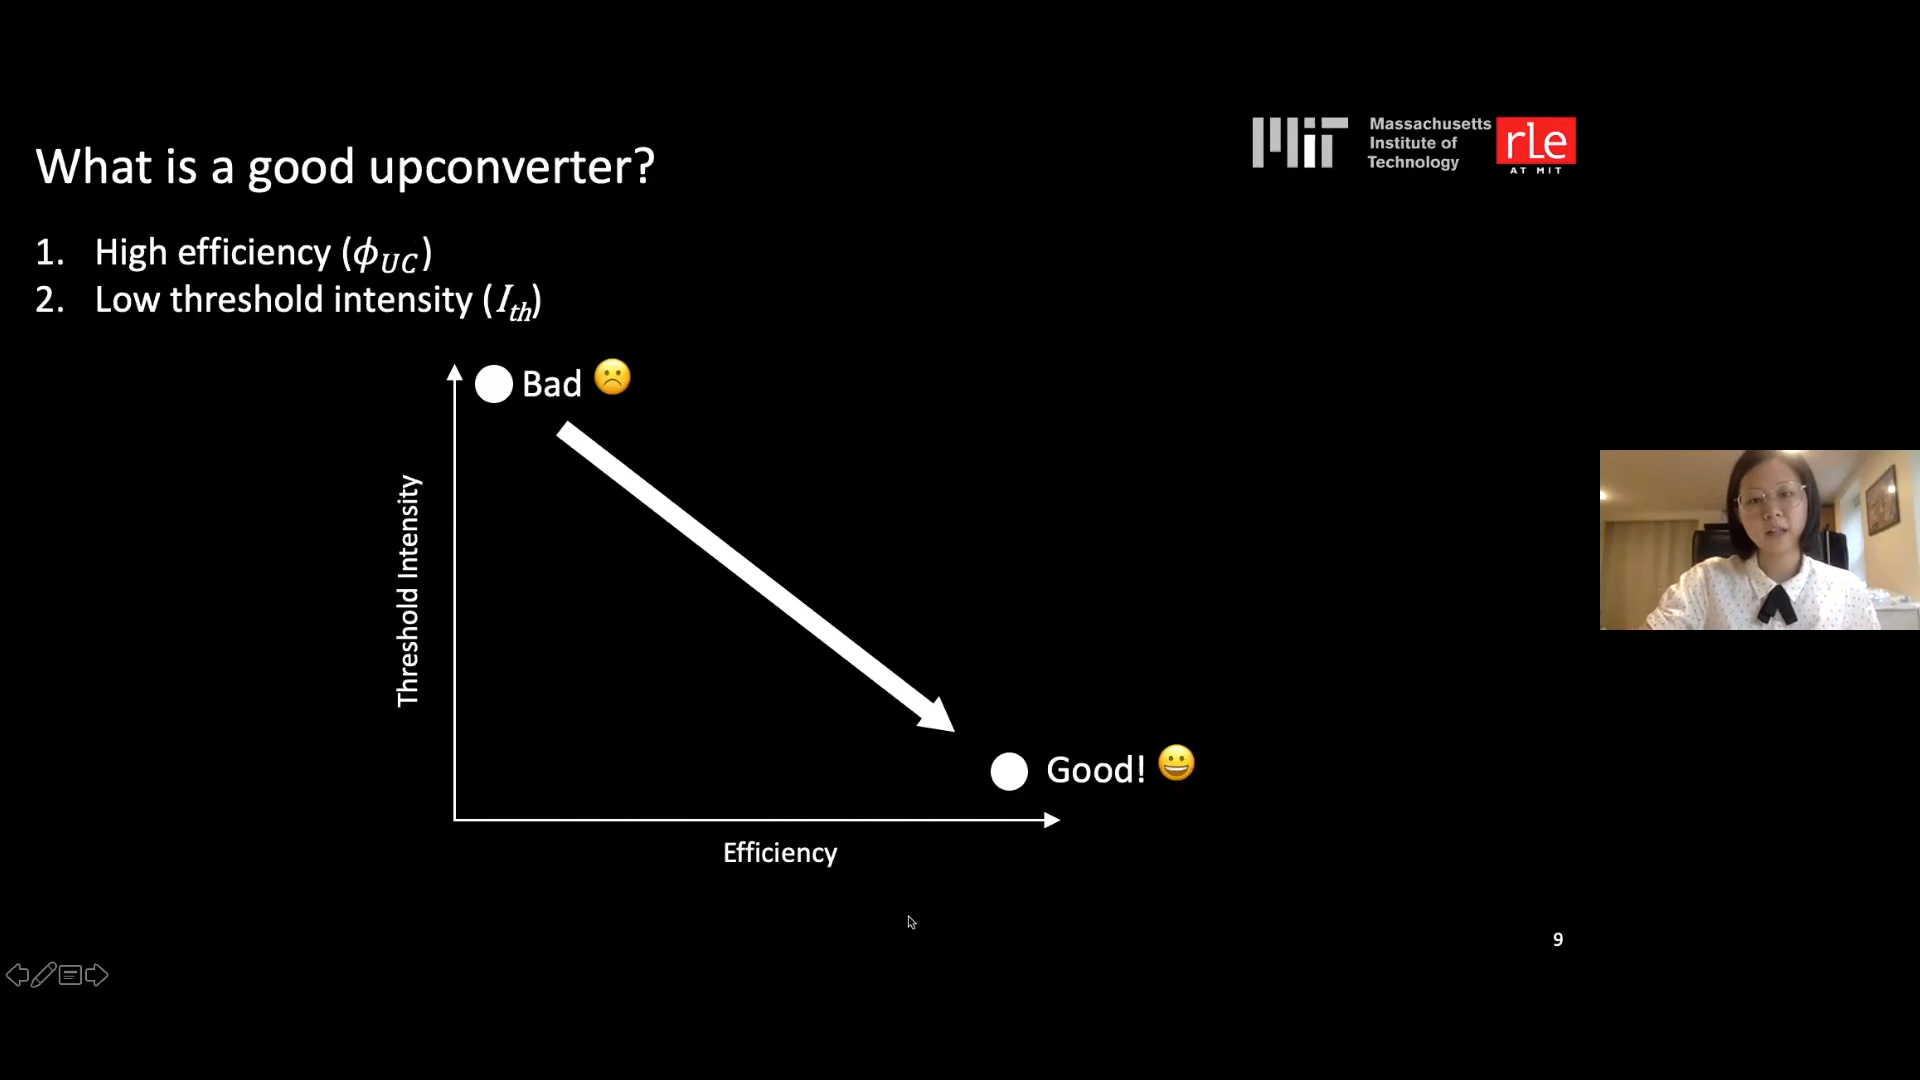 What is a good upconverter?
1. High efficiency (ϕ_UC)
2. Low threshold intensity (I_th)
Massachusetts
Institute of
Technology
rLe
AT MIT
Bad ☹️
Threshold Intensity
Good! 😀
Efficiency
9